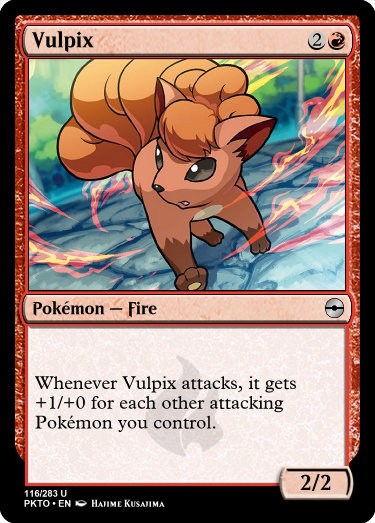 Vulpix 2
Pokémon — Fire
Whenever Vulpix attacks, it gets
+1/+0 for each other attacking
Pokémon you control.
2/2
116/283 U
PKTO • EN Hajime Kusajima